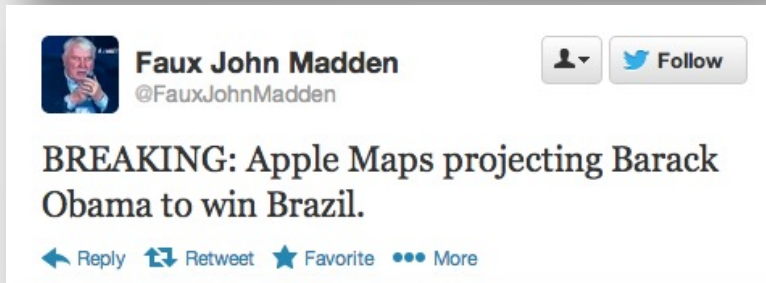 Faux John Madden
@FauxJohnMadden
Follow
BREAKING: Apple Maps projecting Barack
Obama to win Brazil.
Reply Retweet Favorite More